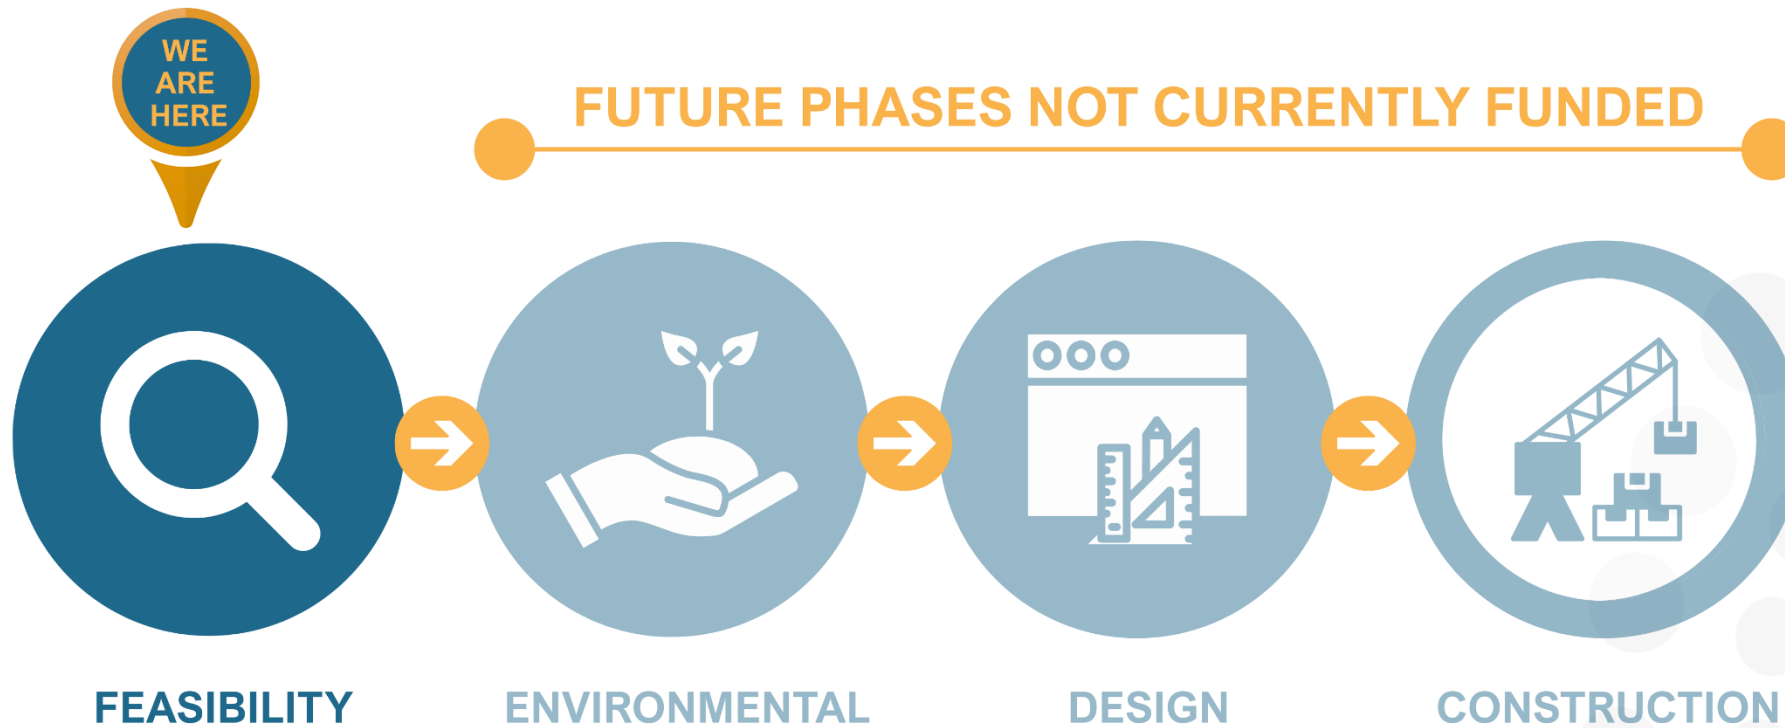 WE
ARE
HERE
FUTURE PHASES NOT CURRENTLY FUNDED
FEASIBILITY
ENVIRONMENTAL
DESIGN
CONSTRUCTION